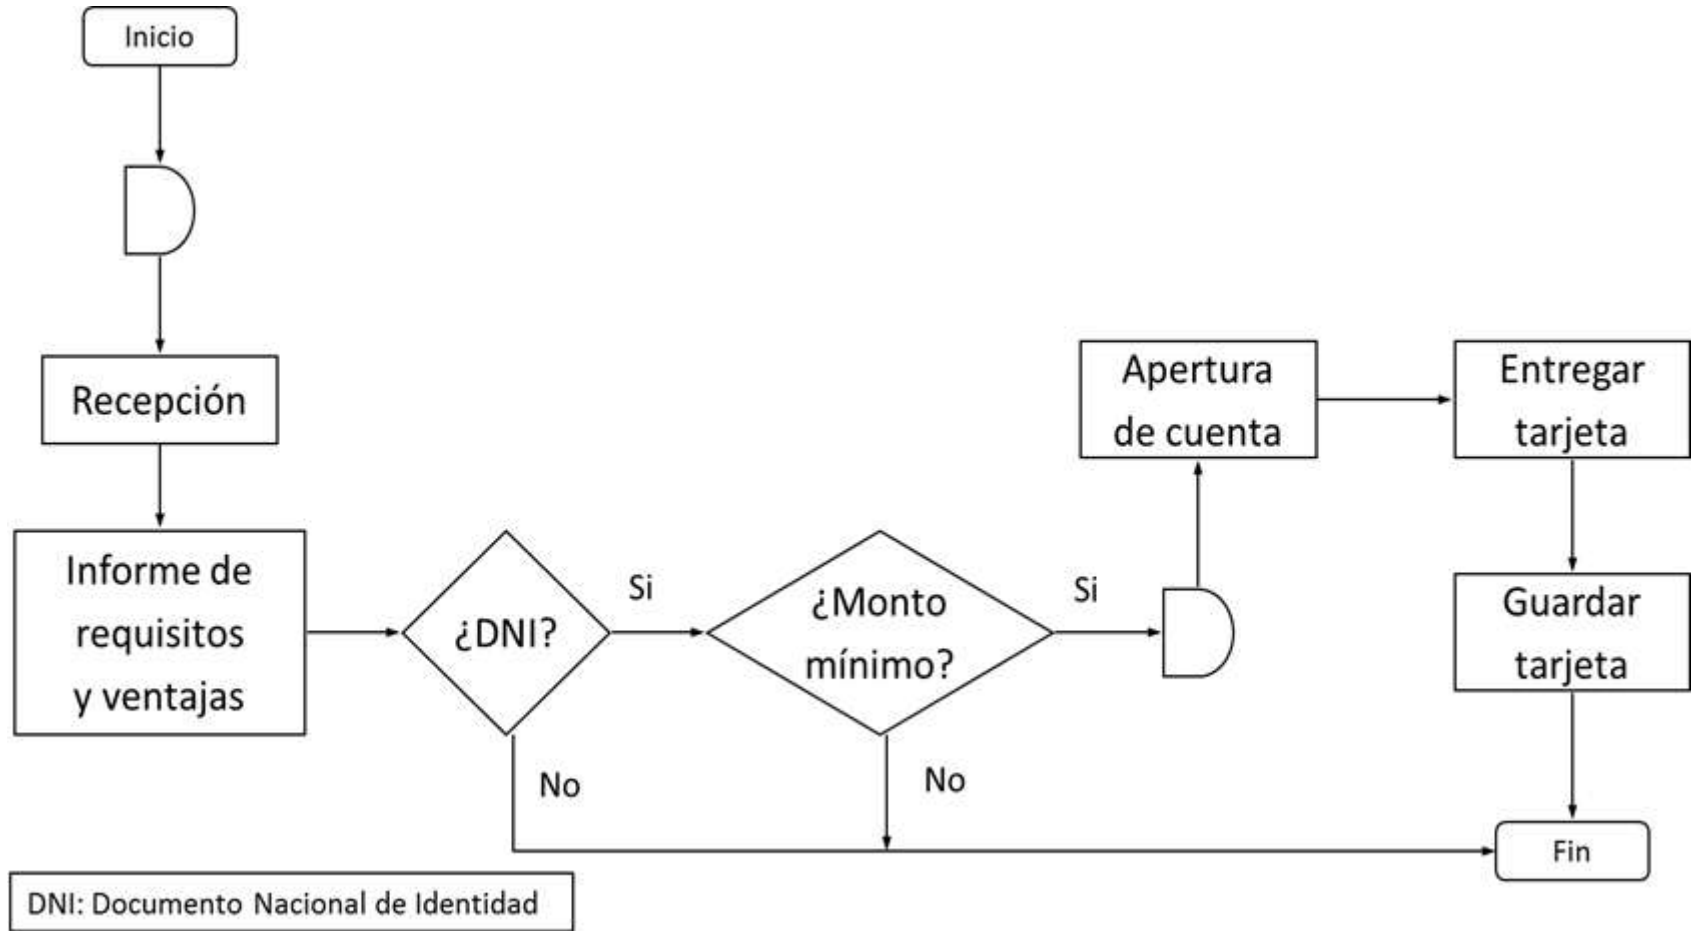 Inicio
Recepción
Informe de
requisitos
y ventajas
¿DNI?
Si
No
¿Monto
mínimo?
Si
No
Apertura
de cuenta
Entregar
tarjeta
Guardar
tarjeta
Fin
DNI: Documento Nacional de Identidad